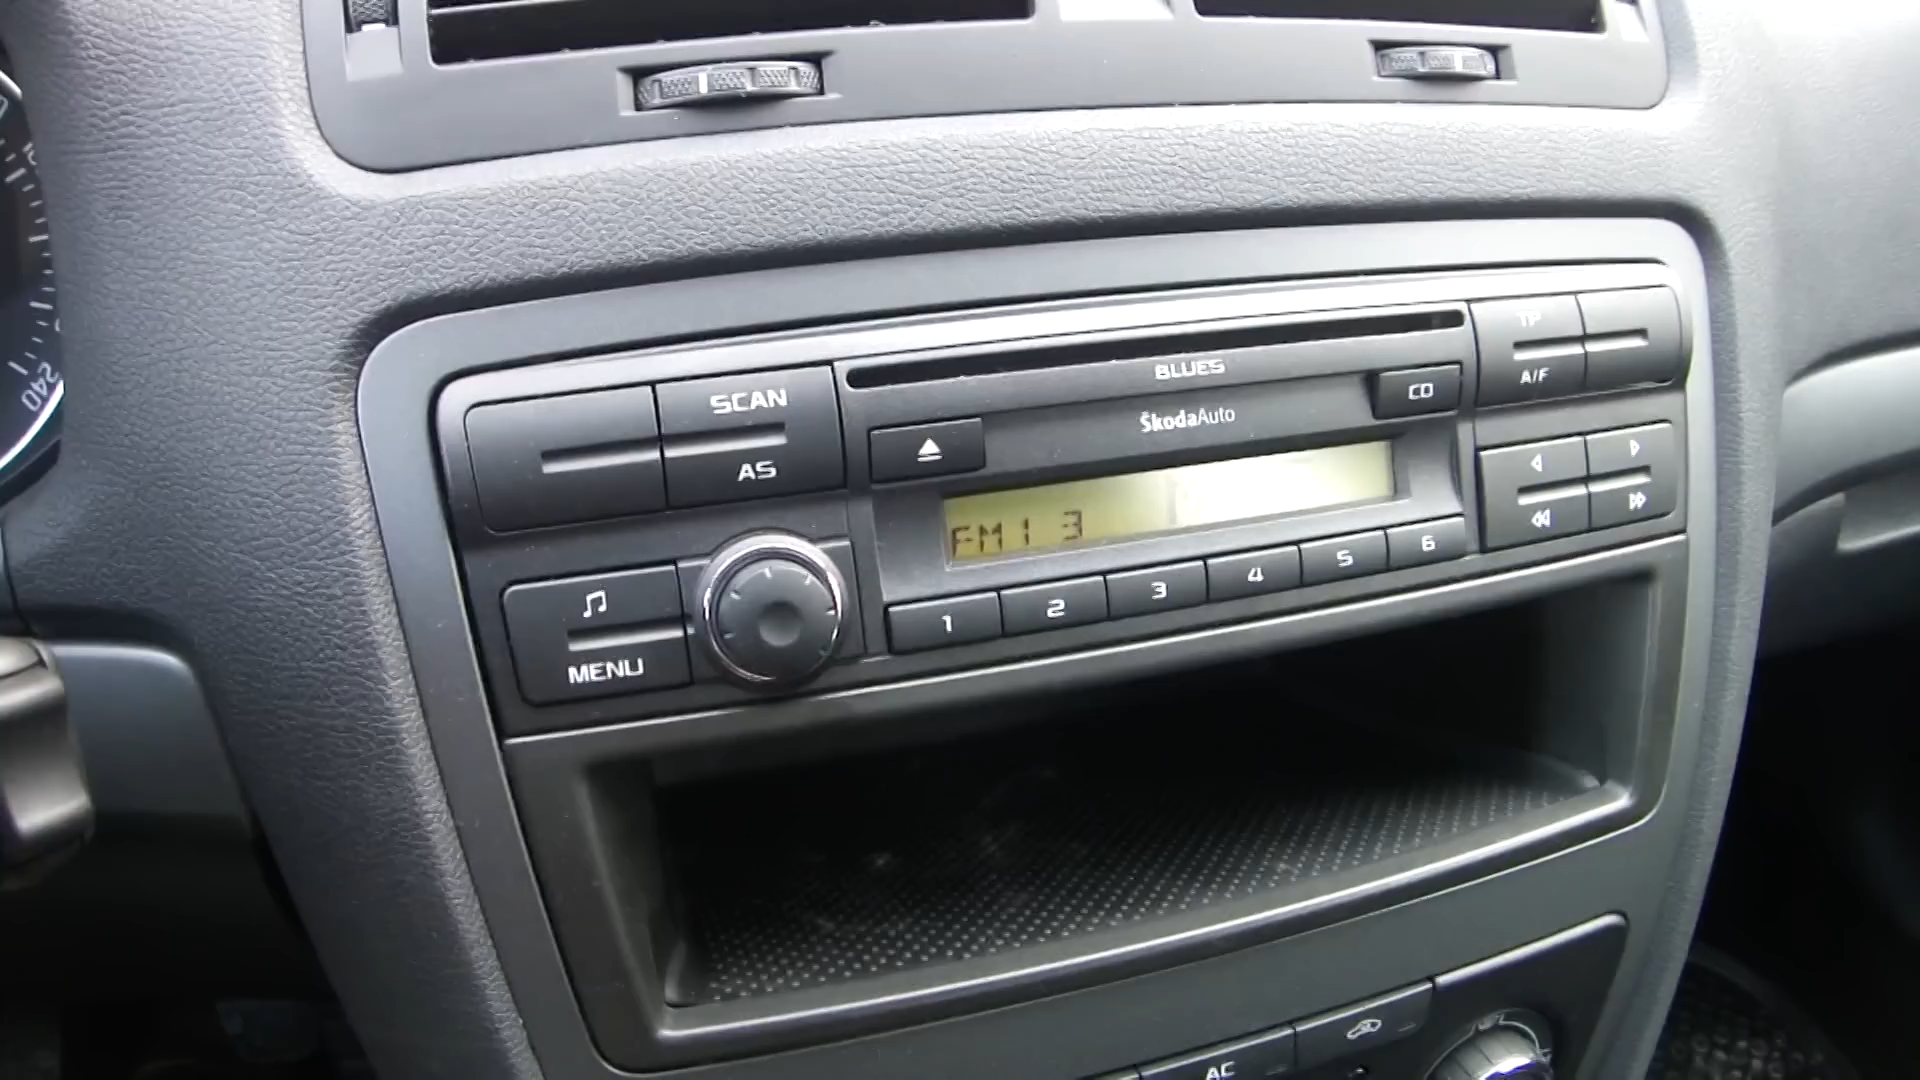 240
BLUES
TP
A/F
SCAN
AS
CD
ŠkodaAuto
FM1 3
1 2 3 4 5 6
MENU
AC